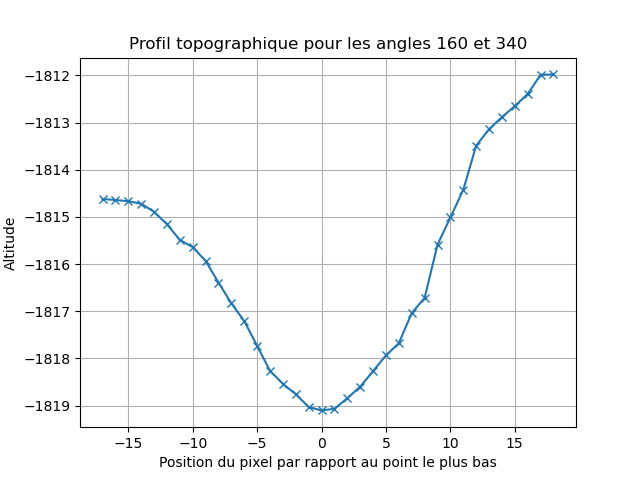 Profil topographique pour les angles 160 et 340
Altitude
−1812
−1813
−1814
−1815
−1816
−1817
−1818
−1819
−15 −10 −5 0 5 10 15
Position du pixel par rapport au point le plus bas